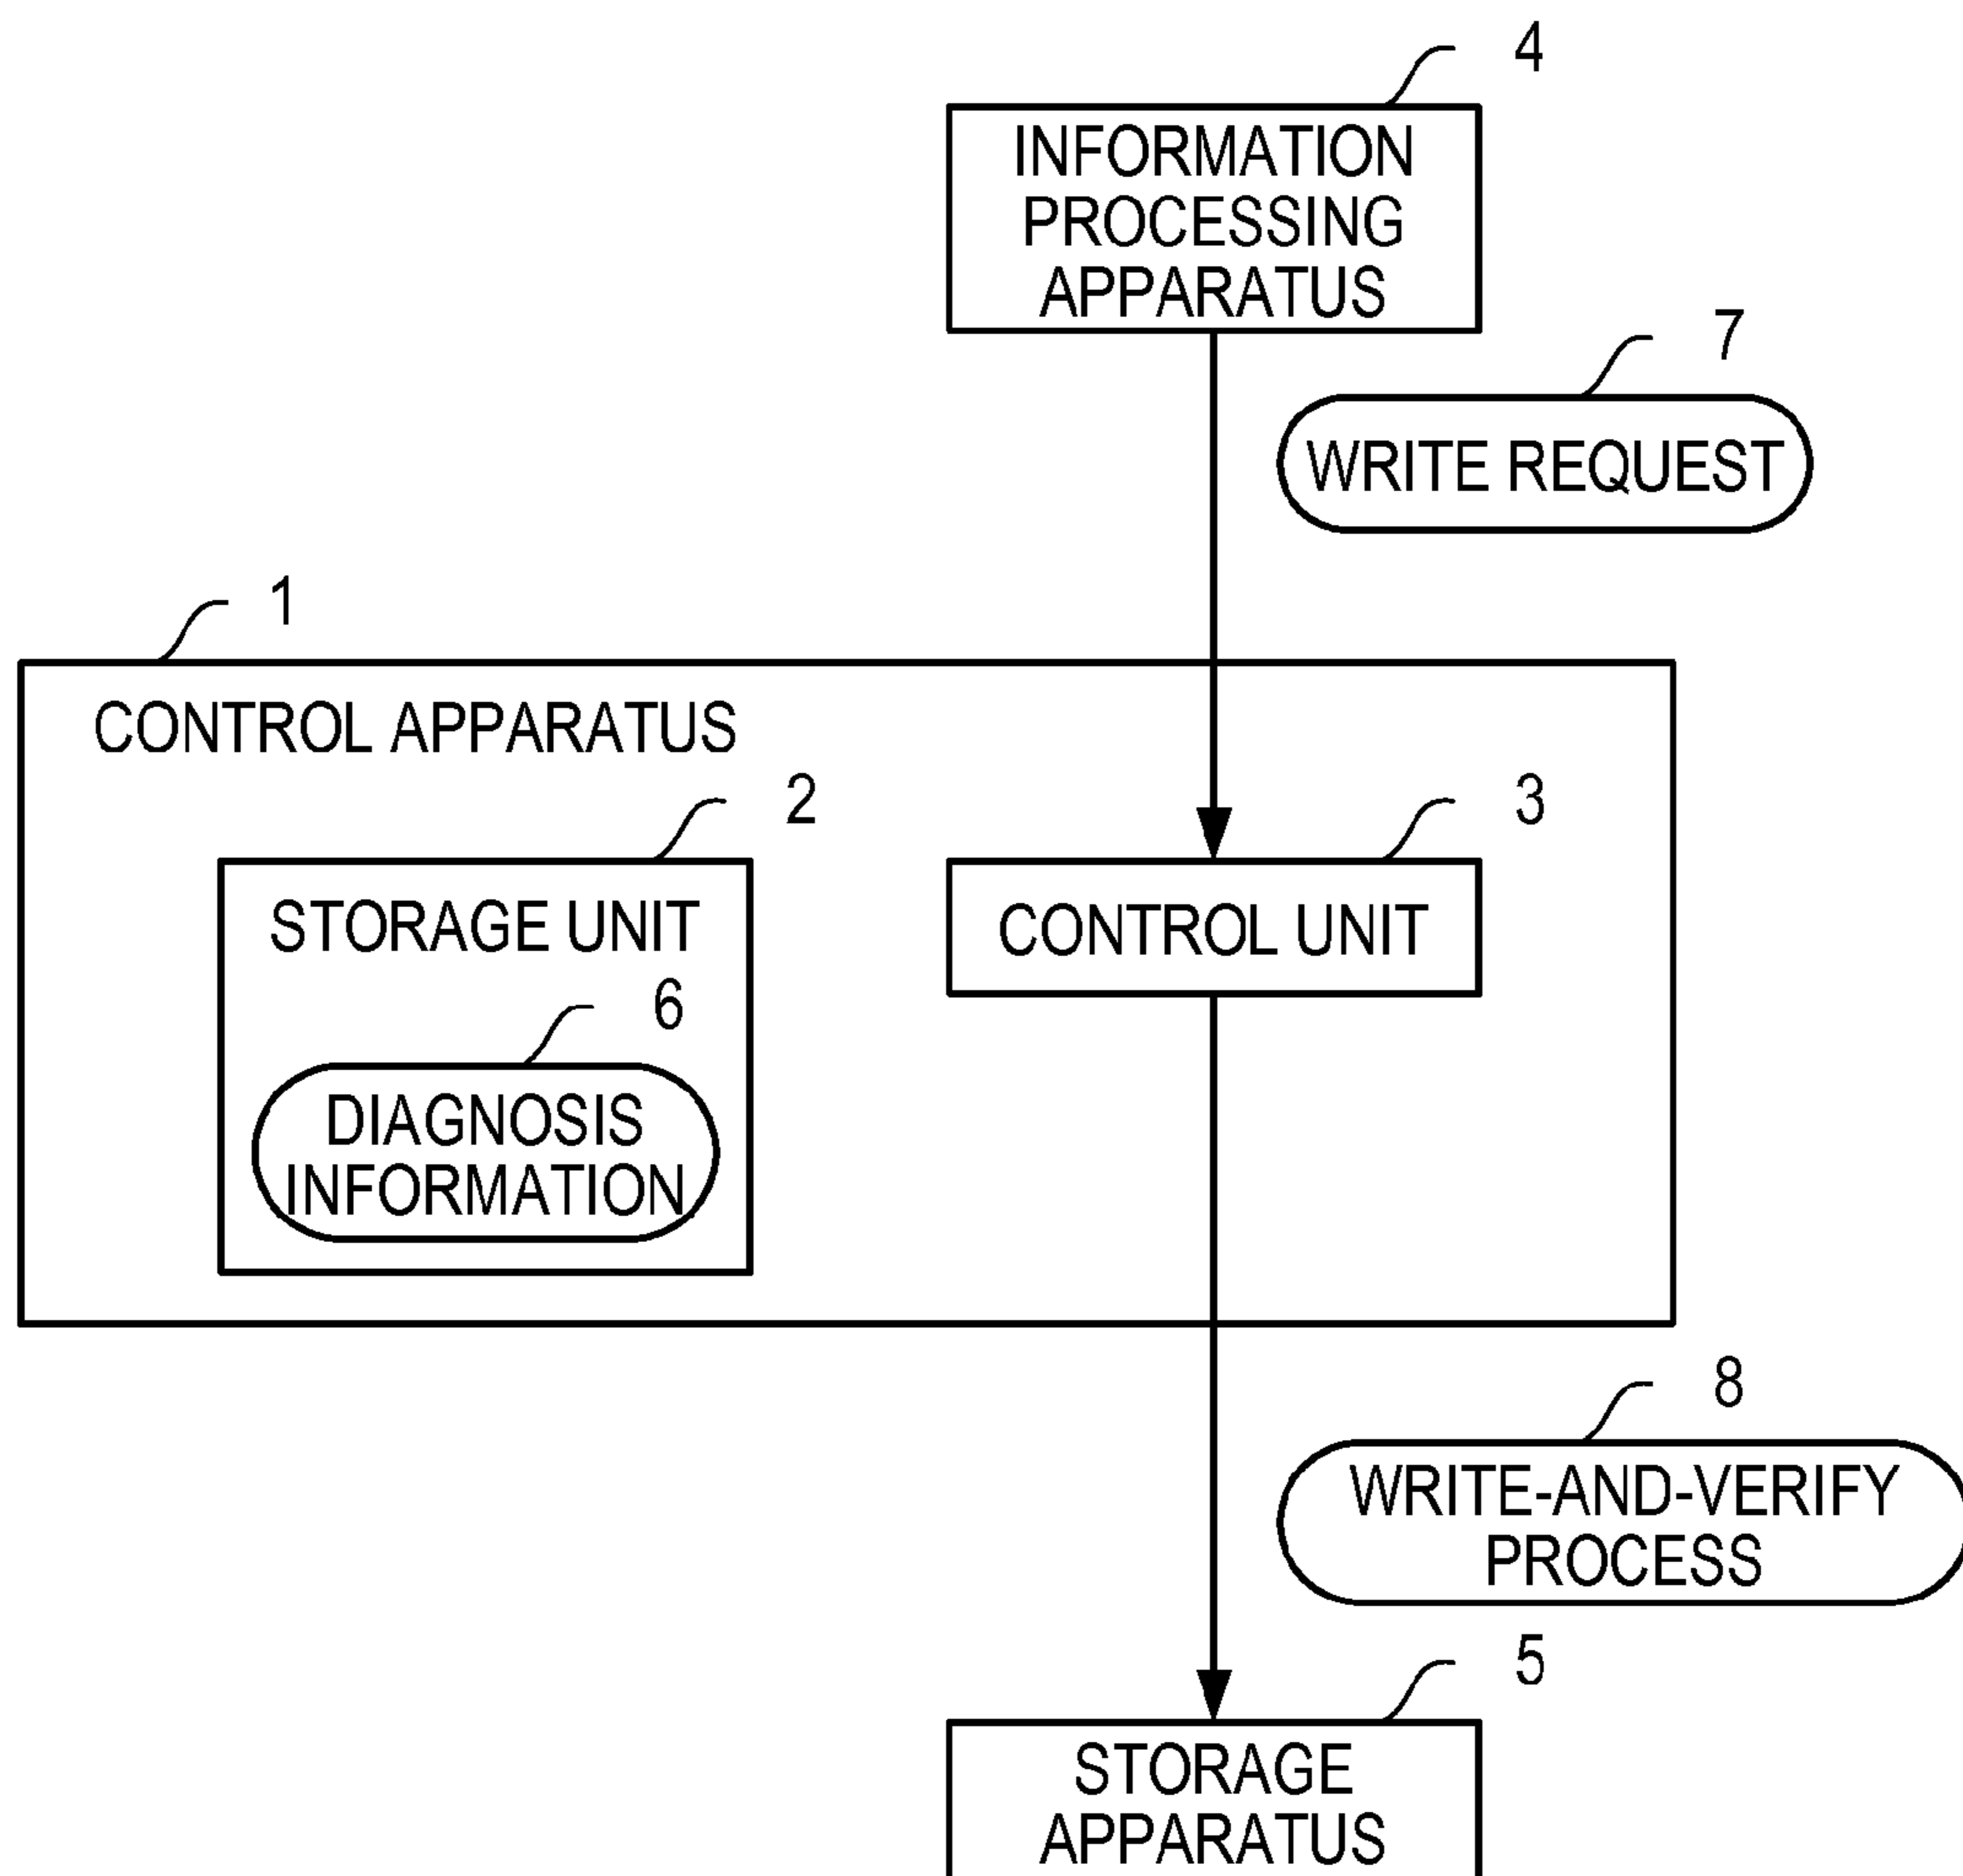 4
INFORMATION
PROCESSING
APPARATUS
7
WRITE REQUEST
1
CONTROL APPARATUS
2
3
STORAGE UNIT
CONTROL UNIT
6
DIAGNOSIS
INFORMATION
8
WRITE-AND-VERIFY
PROCESS
5
STORAGE
APPARATUS